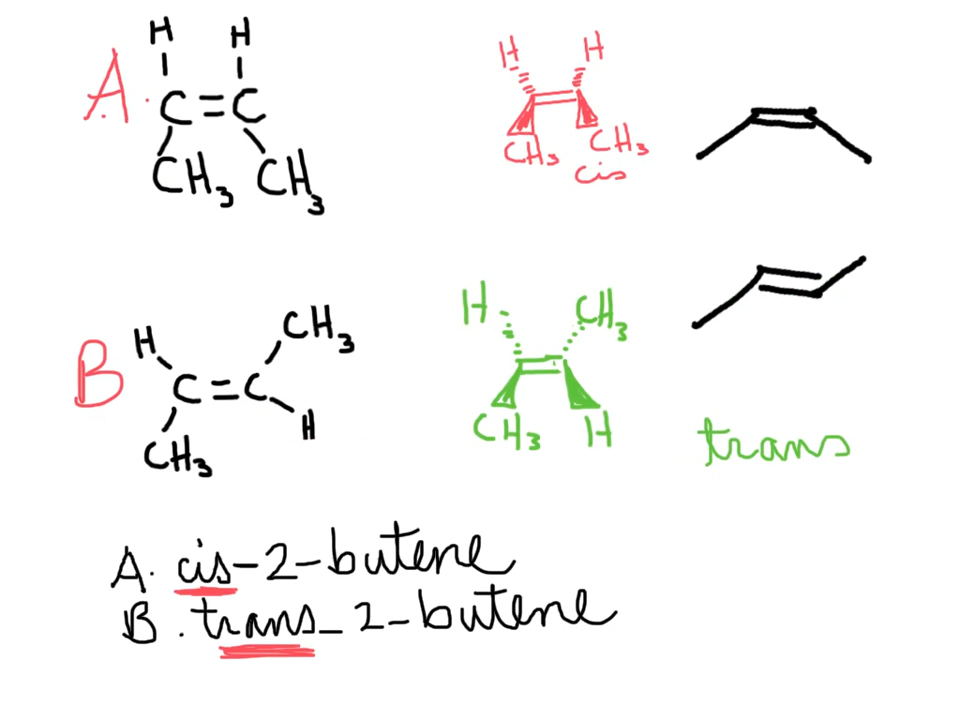 H H
A. C=C
CH3 CH3
H H
CH3 CH3
cis
H CH3
B C=C
CH3 H
H CH3
CH3 H
trans
A. cis-2-butene
B. trans-2-butene